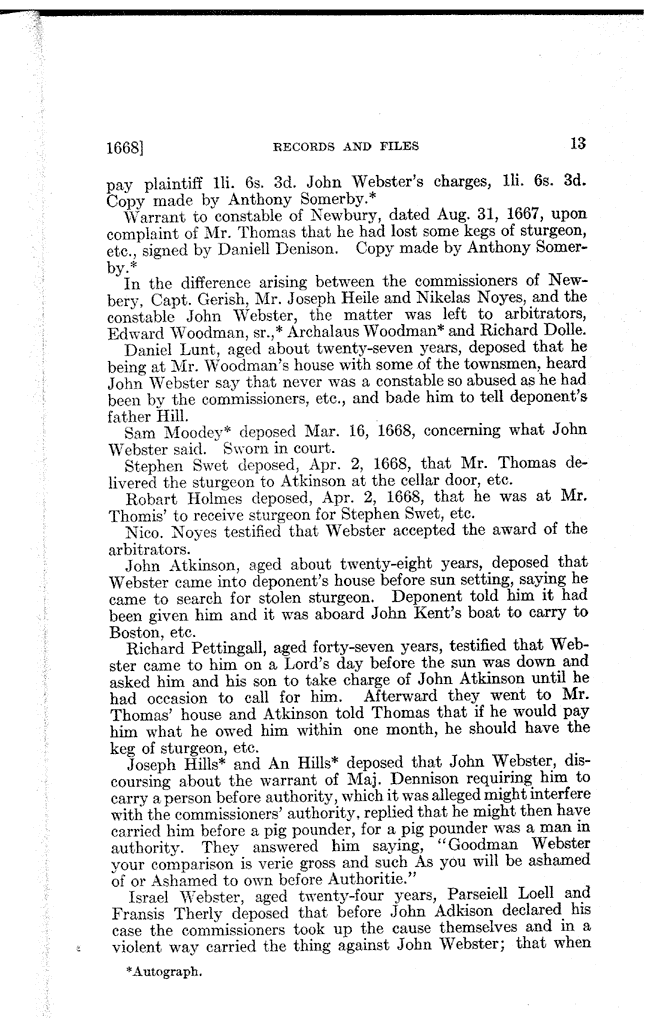 1668] RECORDS AND FILES 13
pay plaintiff 1li. 6s. 3d. John Webster's charges, 1li. 6s. 3d.
Copy made by Anthony Somerby.*
Warrant to constable of Newbury, dated Aug. 31, 1667, upon
complaint of Mr. Thomas that he had lost some kegs of sturgeon,
etc., signed by Daniell Denison. Copy made by Anthony Somer-
by.*
In the difference arising between the commissioners of New-
bery, Capt. Gerish, Mr. Joseph Heile and Nikelas Noyes, and the
constable John Webster, the matter was left to arbitrators,
Edward Woodman, sr.,* Archalaus Woodman* and Richard Dolle.
Daniel Lunt, aged about twenty-seven years, deposed that he
being at Mr. Woodman's house with some of the townsmen, heard
John Webster say that never was a constable so abused as he had
been by the commissioners, etc., and bade him to tell deponent's
father Hill.
Sam Moodey* deposed Mar. 16, 1668, concerning what John
Webster said. Sworn in court.
Stephen Swet deposed, Apr. 2, 1668, that Mr. Thomas de-
livered the sturgeon to Atkinson at the cellar door, etc.
Robart Holmes deposed, Apr. 2, 1668, that he was at Mr.
Thomis' to receive sturgeon for Stephen Swet, etc.
Nico. Noyes testified that Webster accepted the award of the
arbitrators.
John Atkinson, aged about twenty-eight years, deposed that
Webster came into deponent's house before sun setting, saying he
came to search for stolen sturgeon. Deponent told him it had
been given him and it was aboard John Kent's boat to carry to
Boston, etc.
Richard Pettingall, aged forty-seven years, testified that Web-
ster came to him on a Lord's day before the sun was down and
asked him and his son to take charge of John Atkinson until he
had occasion to call for him. Afterward they went to Mr.
Thomas' house and Atkinson told Thomas that if he would pay
him what he owed him within one month, he should have the
keg of sturgeon, etc.
Joseph Hills* and An Hills* deposed that John Webster, dis-
coursing about the warrant of Maj. Dennison requiring him to
carry a person before authority, which it was alleged might interfere
with the commissioners' authority, replied that he might then have
carried him before a pig pounder, for a pig pounder was a man in
authority. They answered him saying, "Goodman Webster
your comparison is verie gross and such As you will be ashamed
of or Ashamed to own before Authoritie."
Israel Webster, aged twenty-four years, Parseiell Loell and
Fransis Therly deposed that before John Adkison declared his
case the commissioners took up the cause themselves and in a
violent way carried the thing against John Webster; that when
*Autograph.